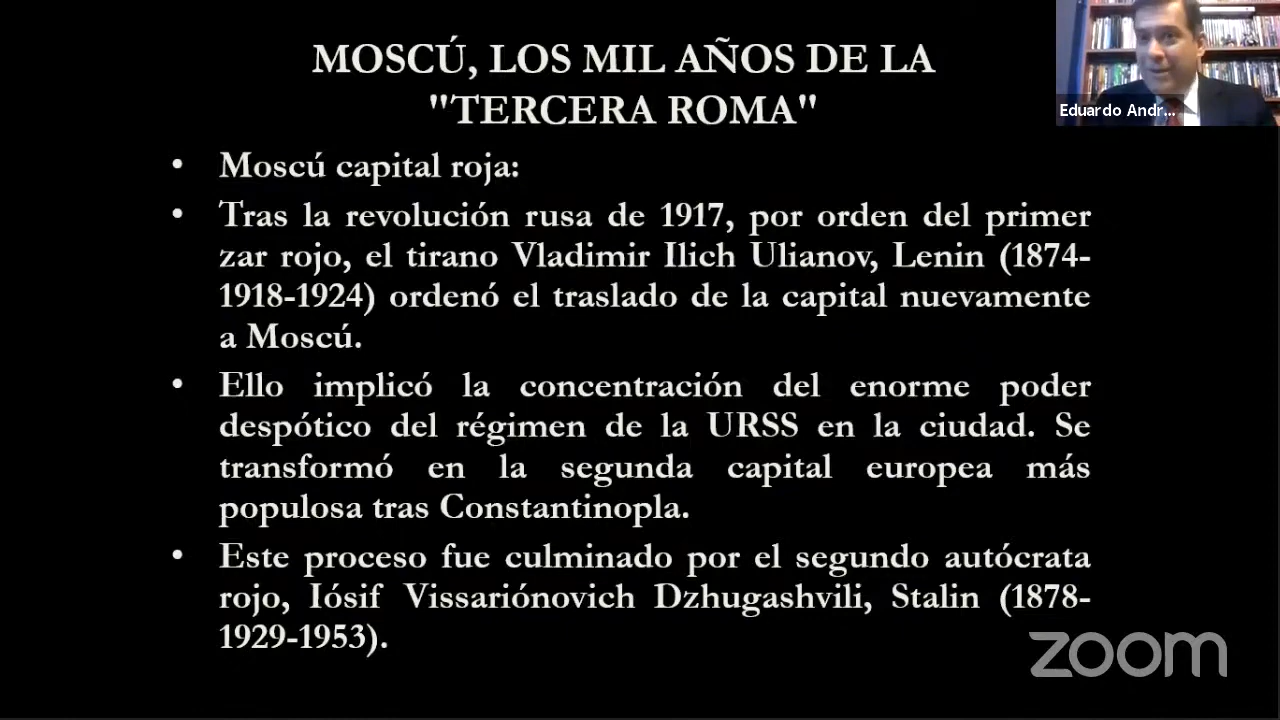 MOSCÚ, LOS MIL AÑOS DE LA
"TERCERA ROMA"
Eduardo Andr...
• Moscú capital roja:
• Tras la revolución rusa de 1917, por orden del primer
zar rojo, el tirano Vladimir Ilich Ulianov, Lenin (1874-
1918-1924) ordenó el traslado de la capital nuevamente
a Moscú.
• Ello implicó la concentración del enorme poder
despótico del régimen de la URSS en la ciudad. Se
transformó en la segunda capital europea más
populosa tras Constantinopla.
• Este proceso fue culminado por el segundo autócrata
rojo, Iósif Vissariónovich Dzhugashvili, Stalin (1878-
1929-1953).
zoom